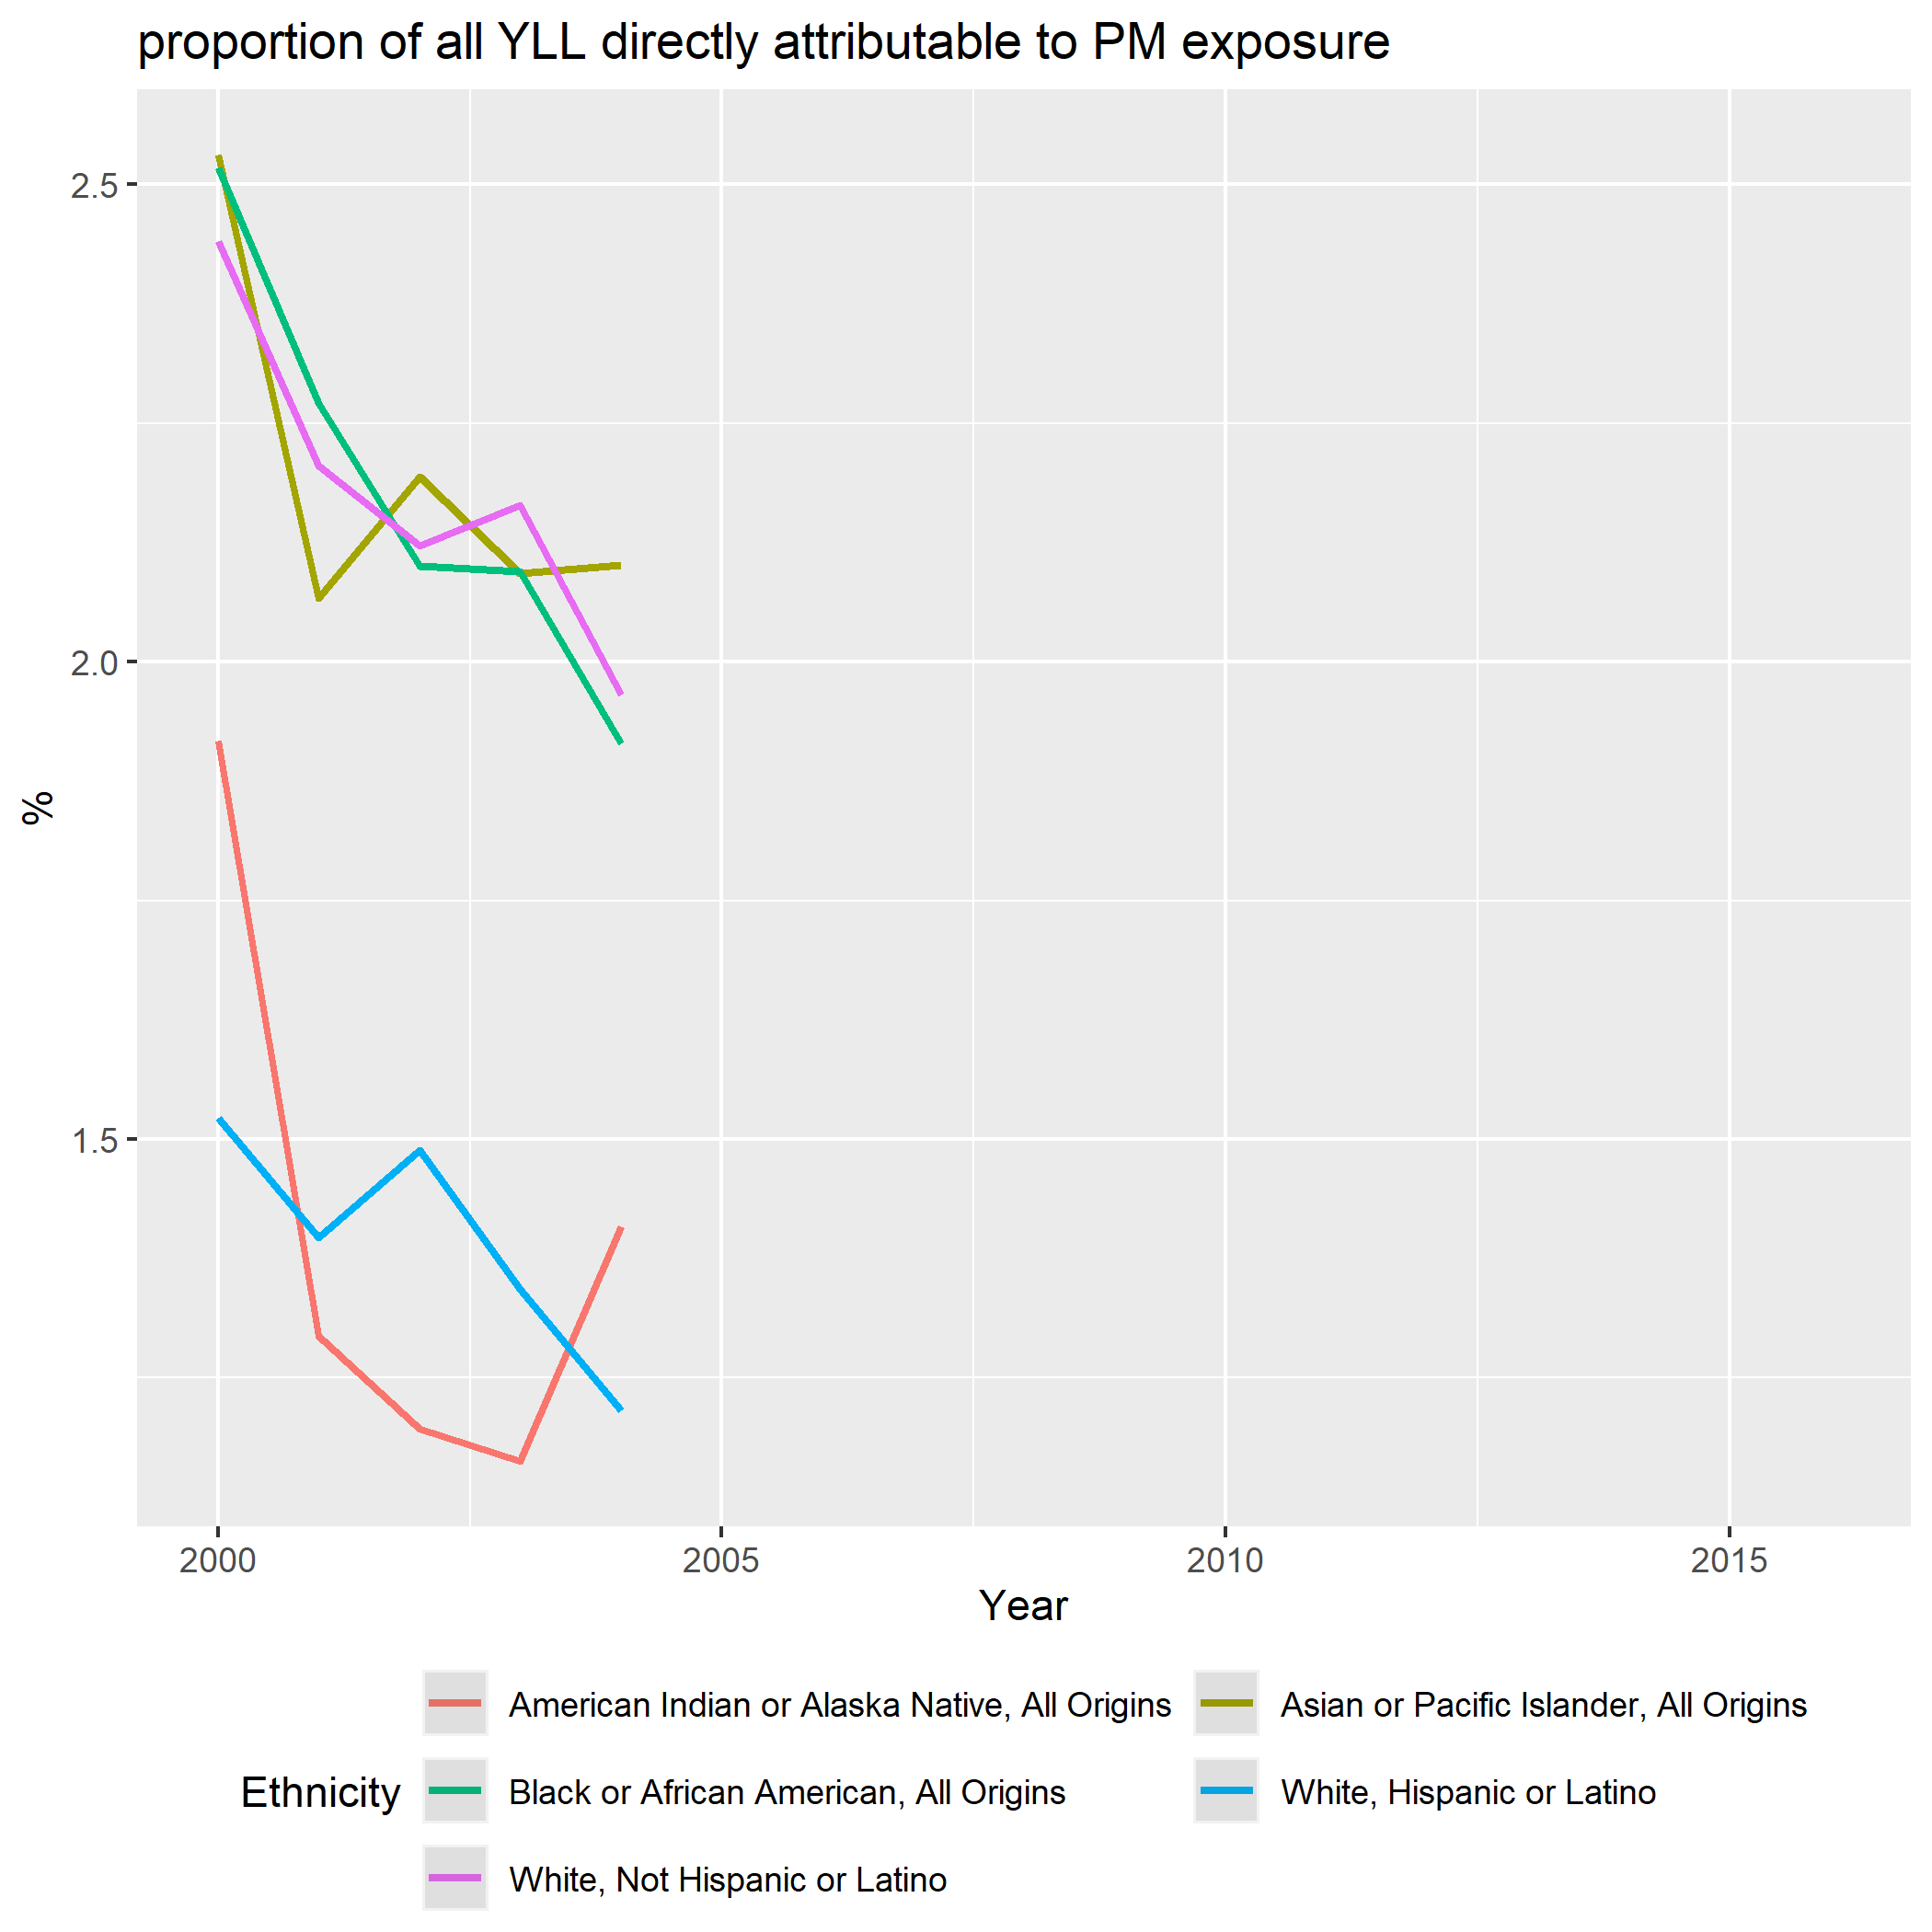 proportion of all YLL directly attributable to PM exposure
2.5
2.0
1.5
%
2000 2005 2010 2015
Year
Ethnicity
American Indian or Alaska Native, All Origins
Asian or Pacific Islander, All Origins
Black or African American, All Origins
White, Hispanic or Latino
White, Not Hispanic or Latino